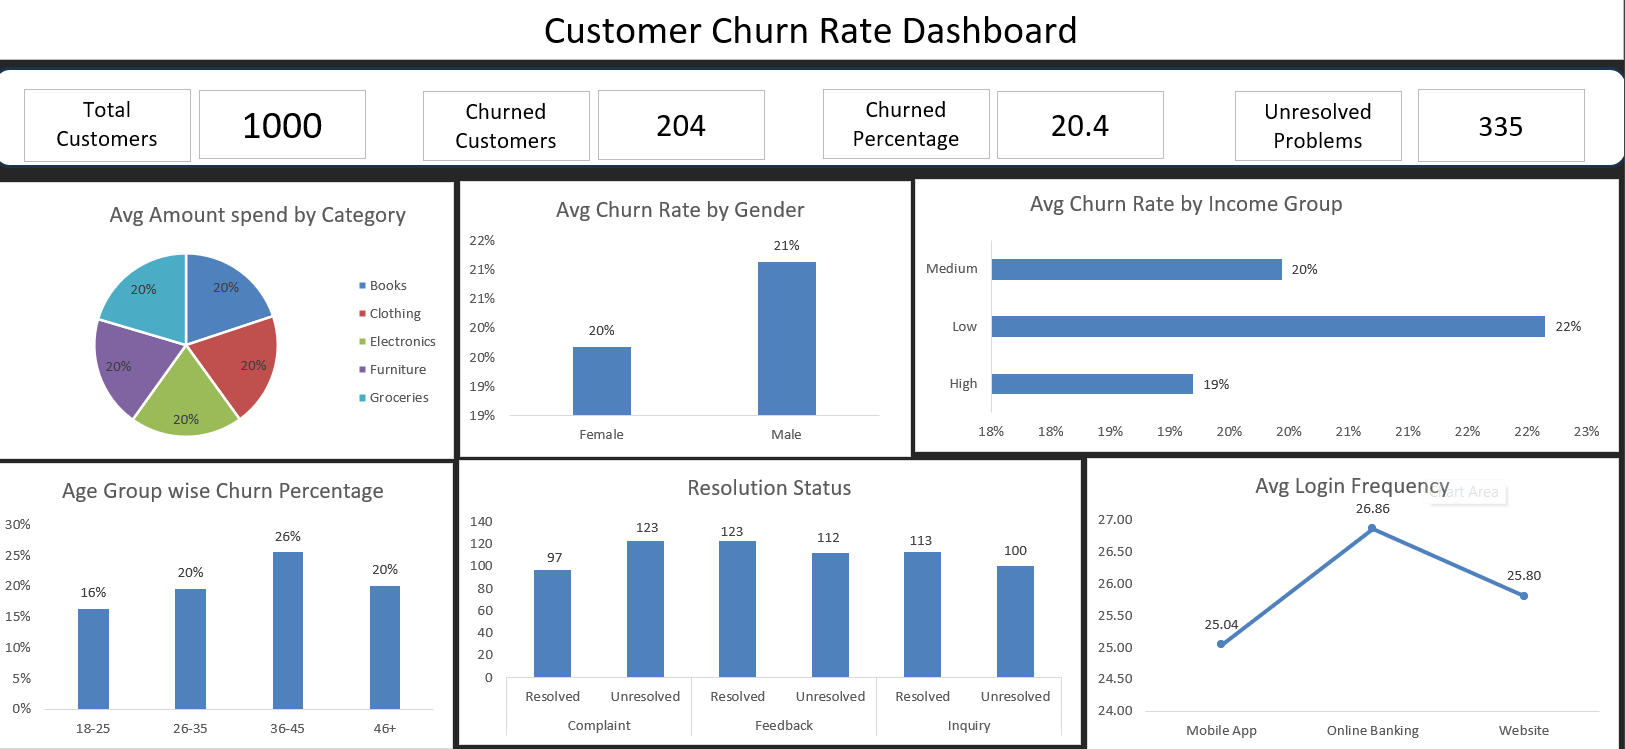 Customer Churn Rate Dashboard
Total
Customers
1000
Churned
Customers
204
Churned
Percentage
20.4
Unresolved
Problems
335
Avg Amount spend by Category
20%
20%
20%
20%
20%
Books
Clothing
Electronics
Furniture
Groceries
Avg Churn Rate by Gender
22%
21%
21%
20%
20%
19%
19%
20%
21%
Female
Male
Avg Churn Rate by Income Group
Medium
20%
Low
22%
High
19%
18% 18% 19% 19% 20% 20% 21% 21% 22% 22% 23%
Age Group wise Churn Percentage
30%
25%
20%
15%
10%
5%
0%
16%
20%
26%
20%
18-25 26-35 36-45 46+
Resolution Status
140
120
100
80
60
40
20
0
97
123
123
112
113
100
Resolved Unresolved Resolved Unresolved Resolved Unresolved
Complaint Feedback Inquiry
Avg Login Frequency
Chart Area
27.00
26.50
26.00
25.50
25.00
24.50
24.00
25.04
26.86
25.80
Mobile App Online Banking Website